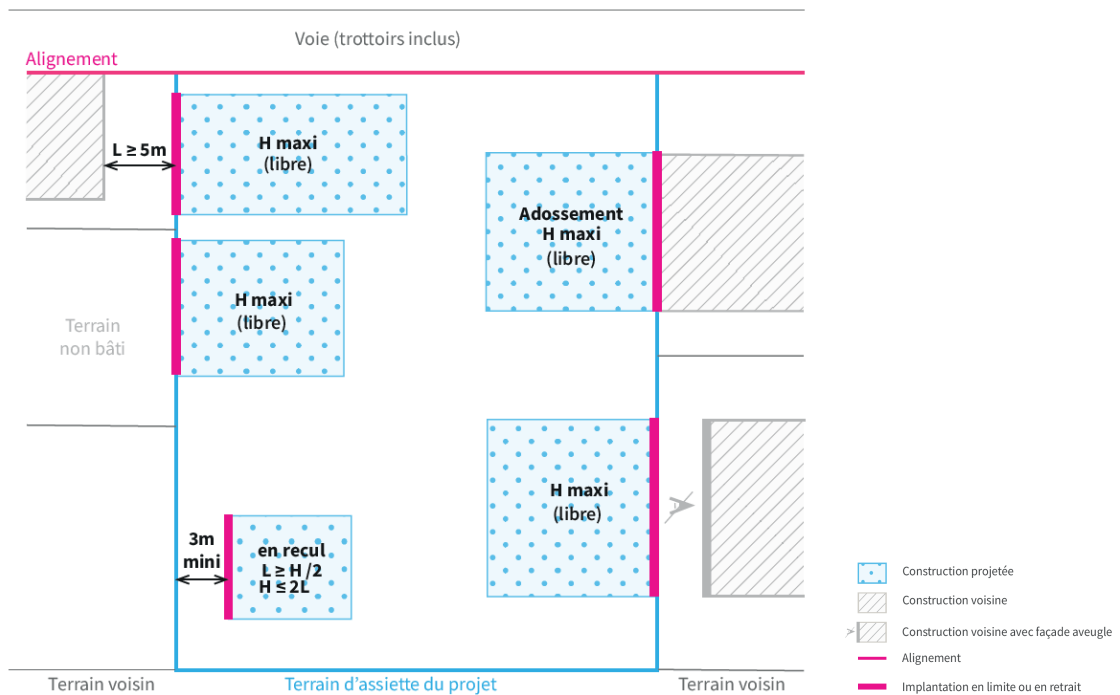 Voie (trottoirs inclus)
Alignement
L ≥ 5m
H maxi
(libre)
Adossement
H maxi
(libre)
H maxi
(libre)
Terrain
non bâti
H maxi
(libre)
3m
mini
en recul
L ≥ H /2
H ≤ 2L
Construction projetée
Construction voisine
Construction voisine avec façade aveugle
Alignement
Implantation en limite ou en retrait
Terrain voisin
Terrain d'assiette du projet
Terrain voisin